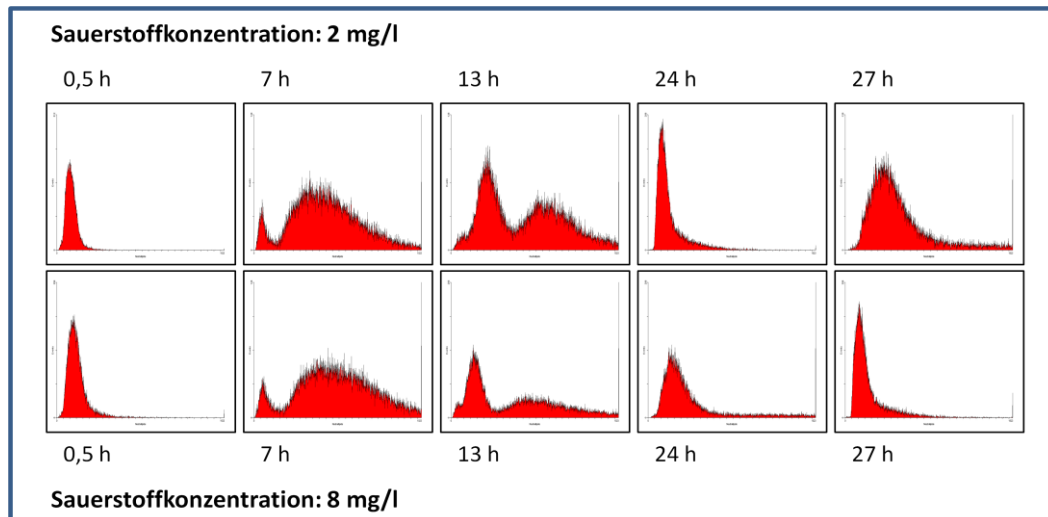 Sauerstoffkonzentration: 2 mg/l
0,5 h 7 h 13 h 24 h 27 h
0,5 h 7 h 13 h 24 h 27 h
Sauerstoffkonzentration: 8 mg/l